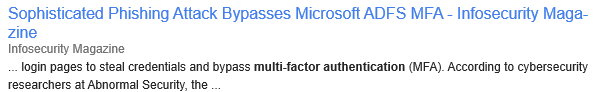 Sophisticated Phishing Attack Bypasses Microsoft ADFS MFA - Infosecurity Maga-
zine
Infosecurity Magazine
... login pages to steal credentials and bypass multi-factor authentication (MFA). According to cybersecurity
researchers at Abnormal Security, the ...